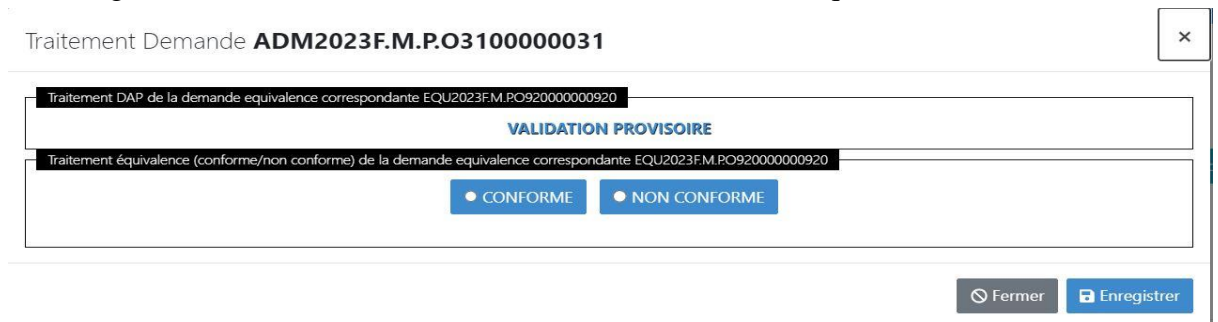 Traitement Demande ADM2023F.M.P.O3100000031
×
Traitement DAP de la demande equivalence correspondante EQU2023F.M.PO920000000920
VALIDATION PROVISOIRE
Traitement équivalence (conforme/non conforme) de la demande equivalence correspondante EQU2023F.M.PO920000000920
CONFORME NON CONFORME
Fermer Enregistrer